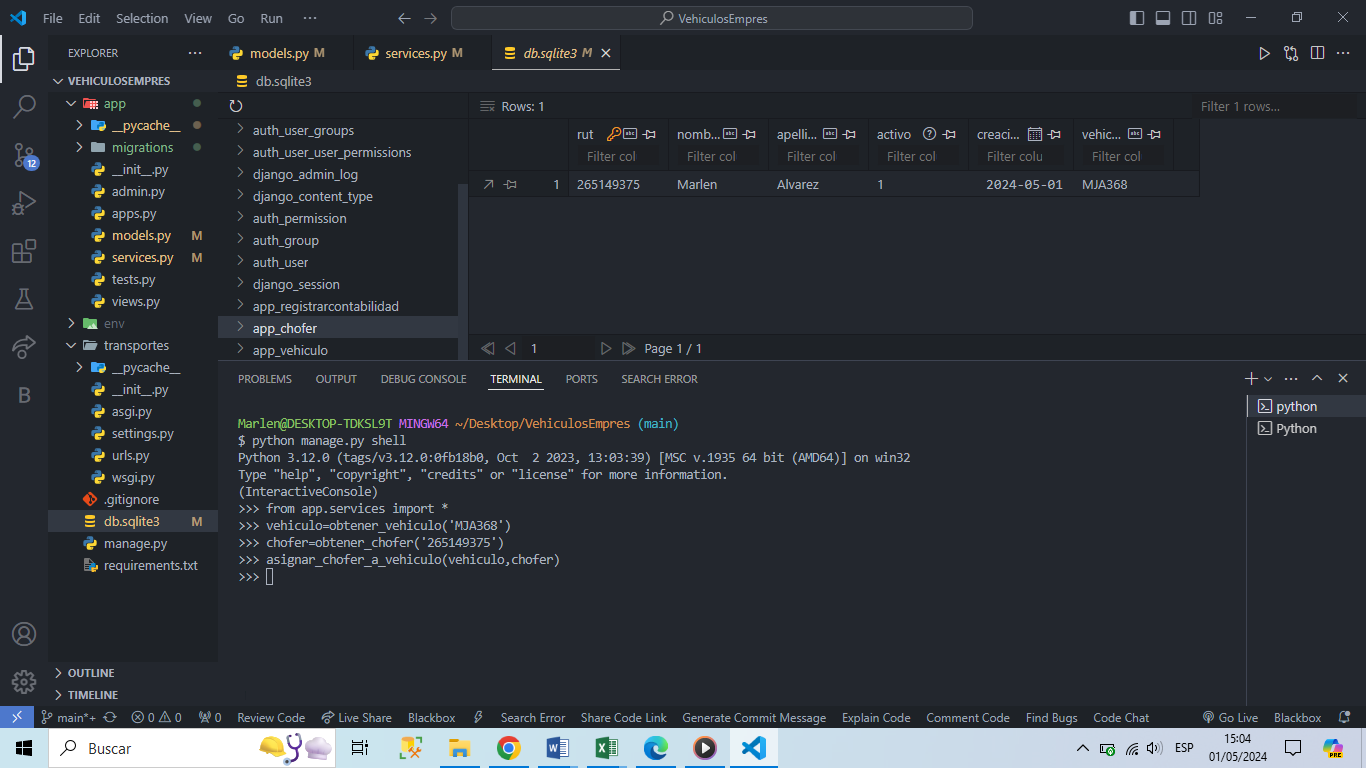 File Edit Selection View Go Run ··· VehiculosEmpres
EXPLORER ···
VEHICULOSEMPRES
app
__pycache__
migrations
__init__.py
admin.py
apps.py
models.py M
services.py M
tests.py
views.py
env
transportes
__pycache__
__init__.py
asgi.py
settings.py
urls.py
wsgi.py
.gitignore
db.sqlite3 M
manage.py
requirements.txt
OUTLINE
TIMELINE
12
B
models.py M services.py M db.sqlite3 M
db.sqlite3
auth_user_groups
auth_user_user_permissions
django_admin_log
django_content_type
auth_permission
auth_group
auth_user
django_session
app_registrarcontabilidad
app_chofer
app_vehiculo
Rows: 1 Filter 1 rows...
rut nomb... apelli... activo creaci... vehic...
Filter col Filter col Filter col Filter col Filter colu Filter col
1 265149375 Marlen Alvarez 1 2024-05-01 MJA368
1 Page 1 / 1
PROBLEMS OUTPUT DEBUG CONSOLE TERMINAL PORTS SEARCH ERROR
Marlen@DESKTOP-TDKSL9T MINGW64 ~/Desktop/VehiculosEmpres (main)
$ python manage.py shell
Python 3.12.0 (tags/v3.12.0:0fb18b0, Oct  2 2023, 13:03:39) [MSC v.1935 64 bit (AMD64)] on win32
Type "help", "copyright", "credits" or "license" for more information.
(InteractiveConsole)
>>> from app.services import *
>>> vehiculo=obtener_vehiculo('MJA368')
>>> chofer=obtener_chofer('265149375')
>>> asignar_chofer_a_vehiculo(vehiculo,chofer)
>>>
python
Python
main*+ 0 0 0 Review Code Live Share Blackbox Search Error Share Code Link Generate Commit Message Explain Code Comment Code Find Bugs Code Chat Go Live Blackbox
Buscar
ESP
15:04
01/05/2024
PRE